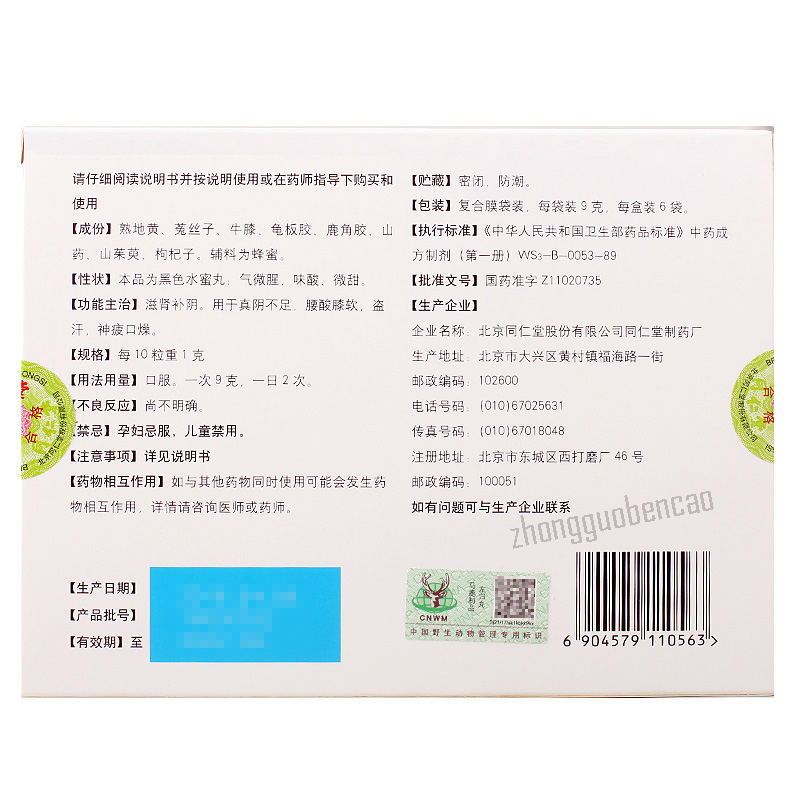 请仔细阅读说明书并按说明使用或在药师指导下购买和
使用
【成份】熟地黄、菟丝子、牛膝、龟板胶、鹿角胶、山
药、山茱萸、枸杞子。辅料为蜂蜜。
【性状】本品为黑色水蜜丸；气微腥，味酸、微甜。
【功能主治】滋肾补阴。用于真阴不足，腰酸膝软，盗
汗，神疲口燥。
【规格】每10粒重1克
【用法用量】口服。一次9克，一日2次。
【不良反应】尚不明确。
【禁忌】孕妇忌服，儿童禁用。
【注意事项】详见说明书
【药物相互作用】如与其他药物同时使用可能会发生药
物相互作用，详情请咨询医师或药师。
【生产日期】
【产品批号】
【有效期】至
【贮藏】密闭，防潮。
【包装】复合膜袋装，每袋装9克，每盒装6袋。
【执行标准】《中华人民共和国卫生部药品标准》中药成
方制剂（第一册）WS₃-B-0053-89
【批准文号】国药准字Z11020735
【生产企业】
企业名称：北京同仁堂股份有限公司同仁堂制药厂
生产地址：北京市大兴区黄村镇福海路一街
邮政编码：102600
电话号码：(010)67025631
传真号码：(010)67018048
注册地址：北京市东城区西打磨厂46号
邮政编码：100051
如有问题可与生产企业联系
zhongguobencao
CNWM
左归丸
马鹿制品
中国野生动物管理专用标识
6 904579 110563
合格
合格